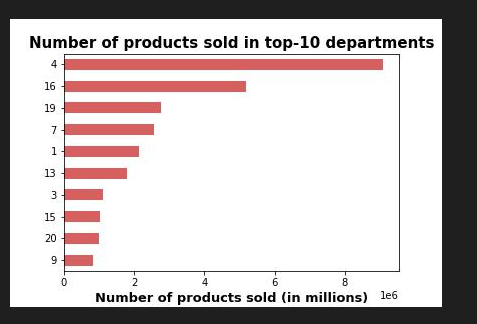 Number of products sold in top-10 departments
4
16
19
7
1
13
3
15
20
9
0 2 4 6 8
1e6
Number of products sold (in millions)